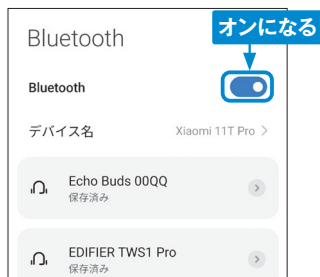 Bluetooth
オンになる
Bluetooth
デバイス名 Xiaomi 11T Pro
Echo Buds 00QQ
保存済み
EDIFIER TWS1 Pro
保存済み